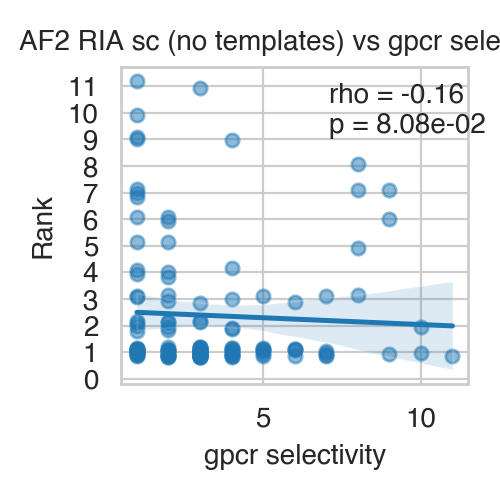 AF2 RIA sc (no templates) vs gpcr sele
rho = -0.16
p = 8.08e-02
11
10
9
8
7
6
5
4
3
2
1
0
Rank
5 10
gpcr selectivity